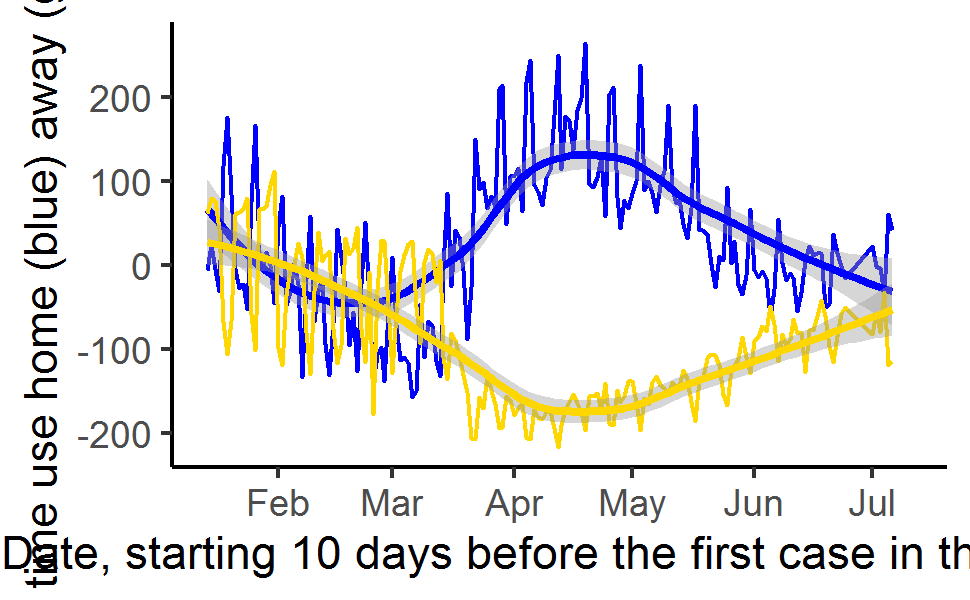 time use home (blue) away (
200
100
0
-100
-200
Feb Mar Apr May Jun Jul
Date, starting 10 days before the first case in th